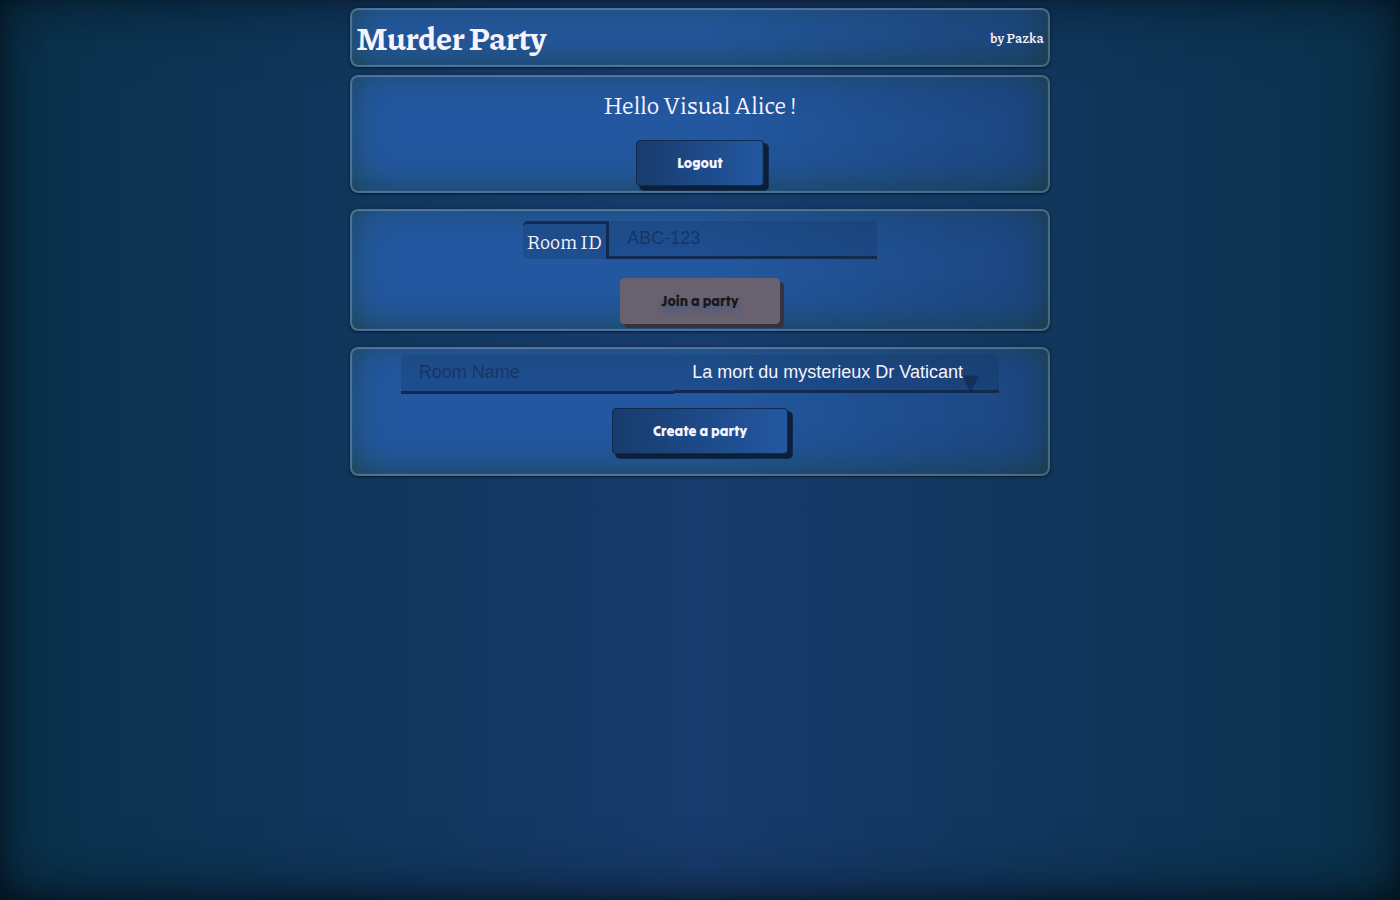 Murder Party
by Pazka
Hello Visual Alice !
Logout
Room ID
ABC-123
Join a party
Room Name
La mort du mysterieux Dr Vaticant
Create a party